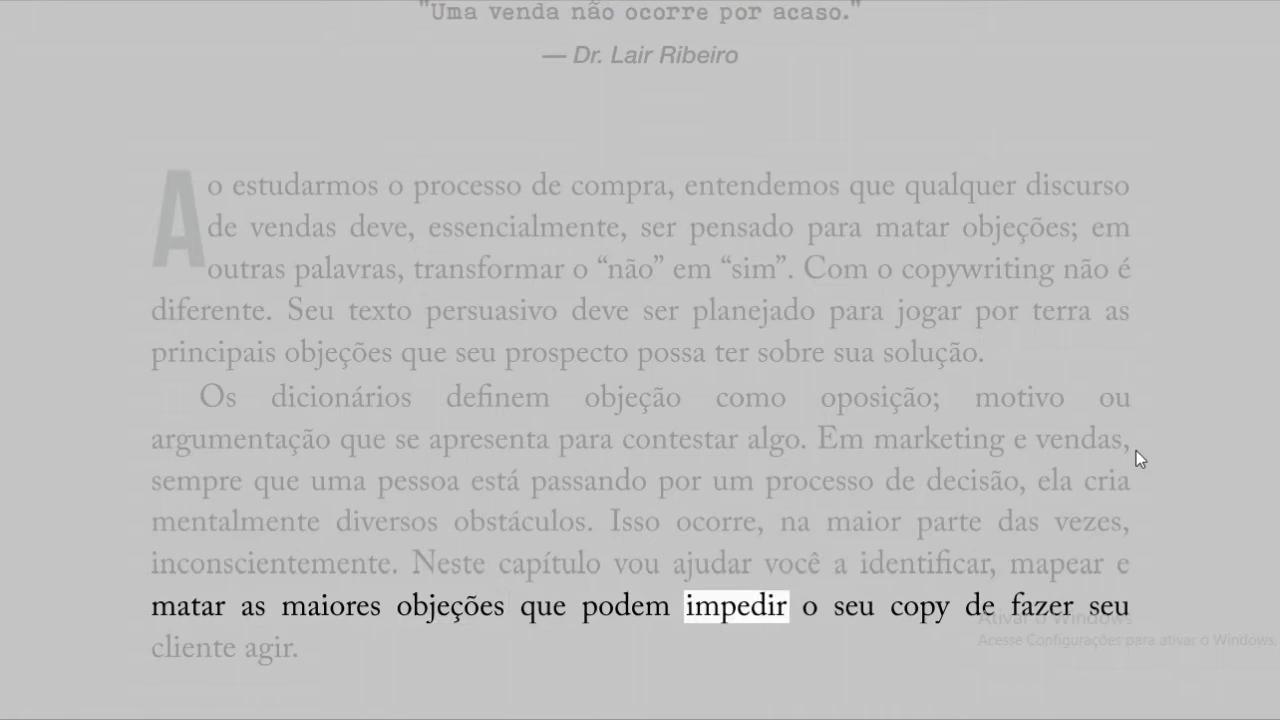 "Uma venda não ocorre por acaso."
— Dr. Lair Ribeiro
Ao estudarmos o processo de compra, entendemos que qualquer discurso
de vendas deve, essencialmente, ser pensado para matar objeções; em
outras palavras, transformar o “não” em “sim”. Com o copywriting não é
diferente. Seu texto persuasivo deve ser planejado para jogar por terra as
principais objeções que seu prospecto possa ter sobre sua solução.
Os dicionários definem objeção como oposição; motivo ou
argumentação que se apresenta para contestar algo. Em marketing e vendas,
sempre que uma pessoa está passando por um processo de decisão, ela cria
mentalmente diversos obstáculos. Isso ocorre, na maior parte das vezes,
inconscientemente. Neste capítulo vou ajudar você a identificar, mapear e
matar as maiores objeções que podem impedir o seu copy de fazer seu
cliente agir.
Ativar o Windows
Acesse Configurações para ativar o Windows.